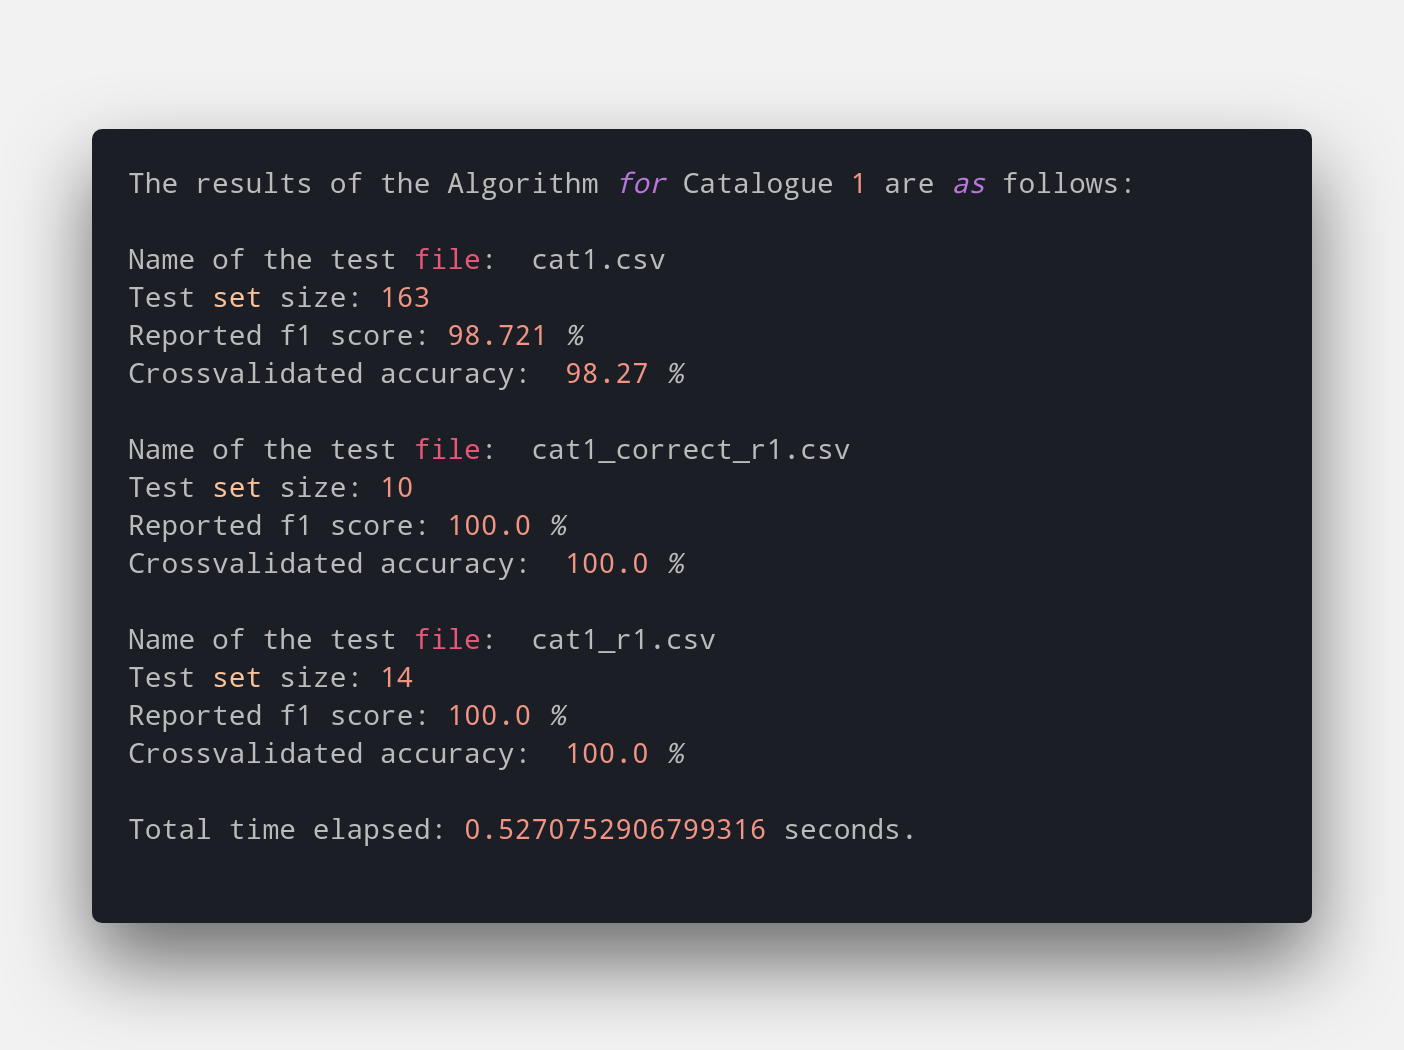 The results of the Algorithm for Catalogue 1 are as follows:
Name of the test file:  cat1.csv
Test set size: 163
Reported f1 score: 98.721 %
Crossvalidated accuracy:  98.27 %
Name of the test file:  cat1_correct_r1.csv
Test set size: 10
Reported f1 score: 100.0 %
Crossvalidated accuracy:  100.0 %
Name of the test file:  cat1_r1.csv
Test set size: 14
Reported f1 score: 100.0 %
Crossvalidated accuracy:  100.0 %
Total time elapsed: 0.5270752906799316 seconds.